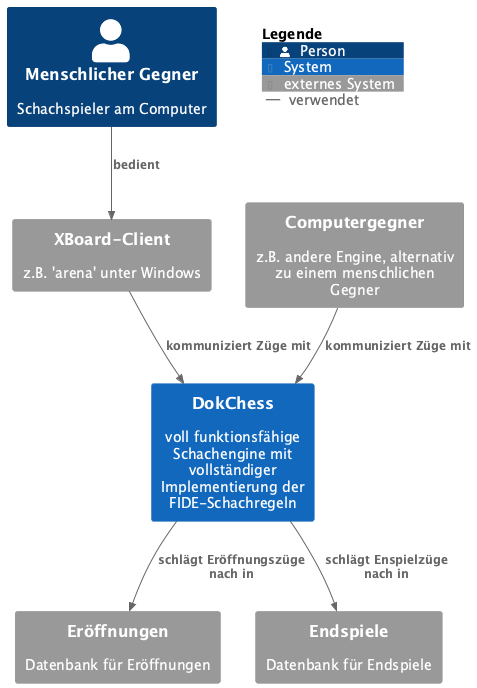 Menschlicher Gegner
Schachspieler am Computer
Legende
Person
System
externes System
verwendet
bedient
XBoard-Client
z.B. 'arena' unter Windows
Computergegner
z.B. andere Engine, alternativ
zu einem menschlichen
Gegner
kommuniziert Züge mit
kommuniziert Züge mit
DokChess
voll funktionsfähige
Schachengine mit
vollständiger
Implementierung der
FIDE-Schachregeln
schlägt Eröffnungszüge
nach in
schlägt Enspielzüge
nach in
Eröffnungen
Datenbank für Eröffnungen
Endspiele
Datenbank für Endspiele